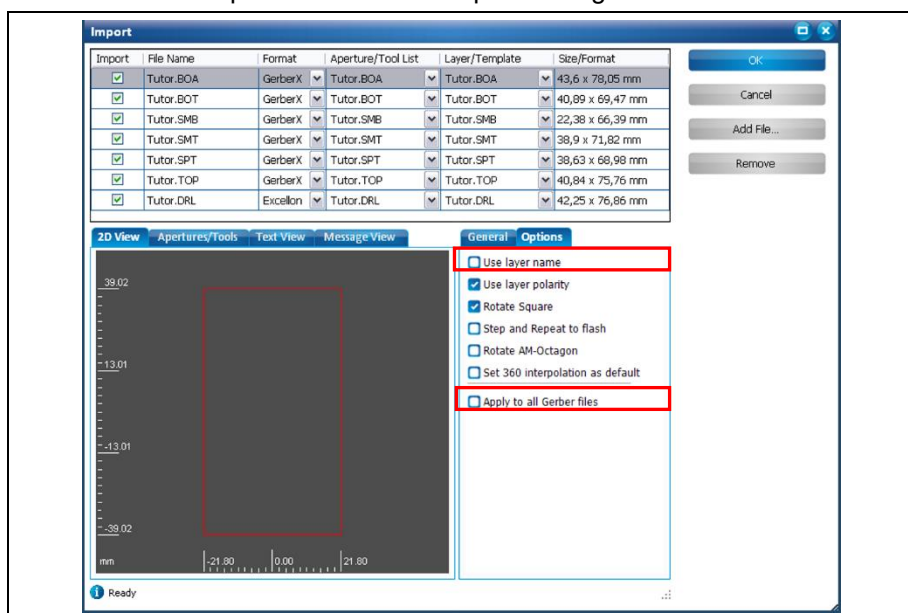 Import
Import File Name Format Aperture/Tool List Layer/Template Size/Format
Tutor.BOA GerberX Tutor.BOA Tutor.BOA 43,6 x 78,05 mm
Tutor.BOT GerberX Tutor.BOT Tutor.BOT 40,89 x 69,47 mm
Tutor.SMB GerberX Tutor.SMB Tutor.SMB 22,38 x 66,39 mm
Tutor.SMT GerberX Tutor.SMT Tutor.SMT 38,9 x 71,82 mm
Tutor.SPT GerberX Tutor.SPT Tutor.SPT 38,63 x 68,98 mm
Tutor.TOP GerberX Tutor.TOP Tutor.TOP 40,84 x 75,76 mm
Tutor.DRL Excellon Tutor.DRL Tutor.DRL 42,25 x 76,86 mm
OK
Cancel
Add File...
Remove
2D View Apertures/Tools Text View Message View
39.02
13.01
-13.01
-39.02
mm -21.80 0.00 21.80
General Options
Use layer name
Use layer polarity
Rotate Square
Step and Repeat to flash
Rotate AM-Octagon
Set 360 interpolation as default
Apply to all Gerber files
Ready